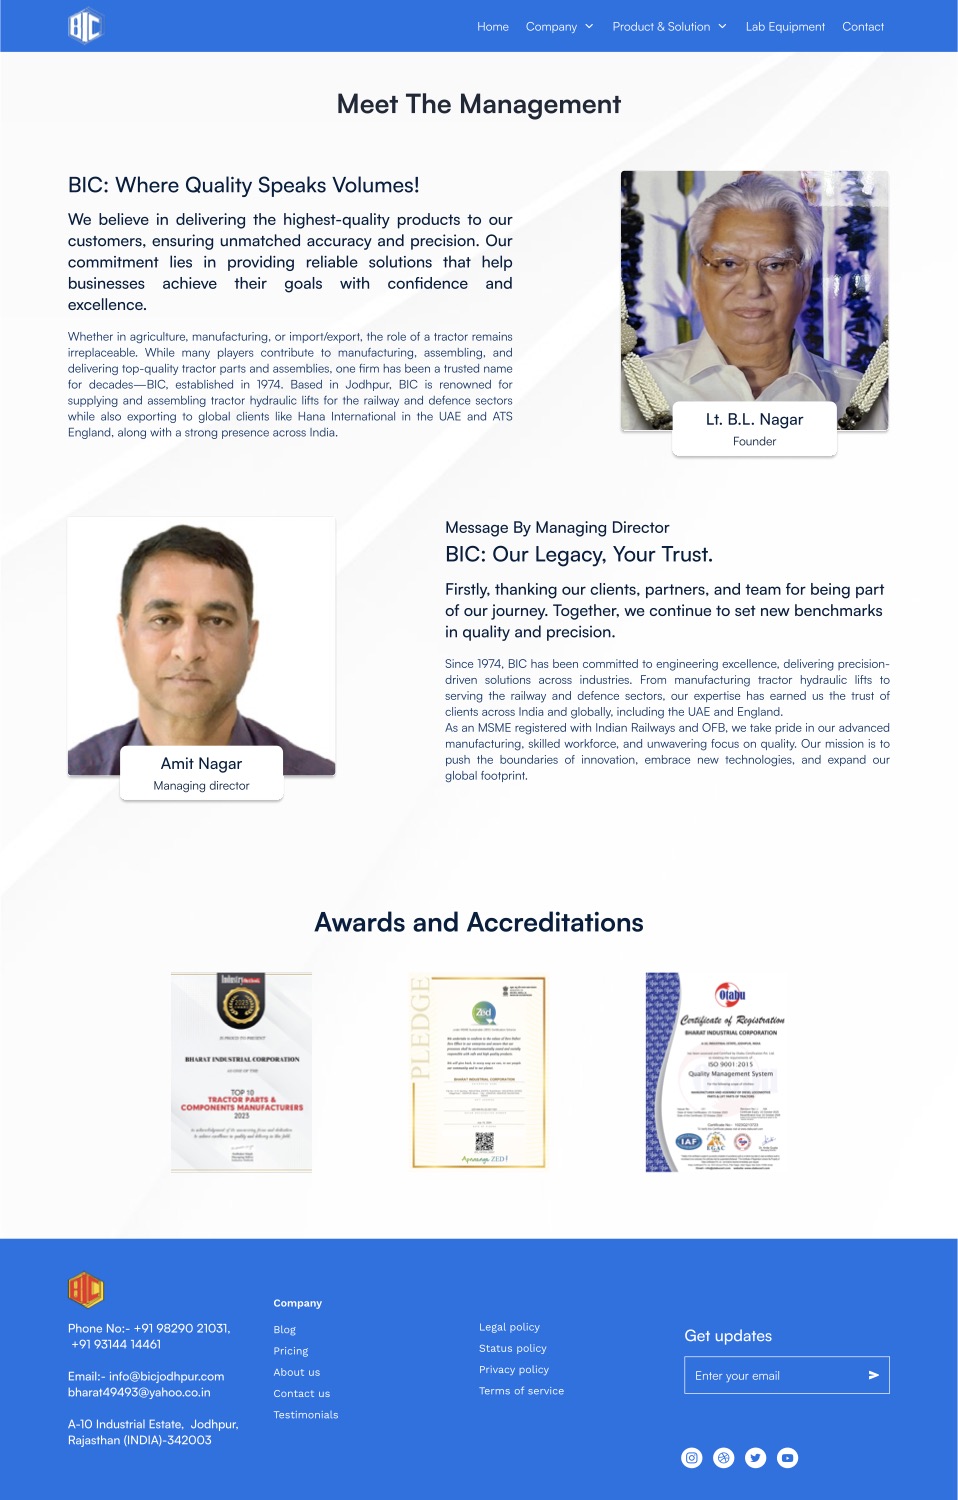 BIC
Home Company Product & Solution Lab Equipment Contact
Meet The Management
BIC: Where Quality Speaks Volumes!
We believe in delivering the highest-quality products to our
customers, ensuring unmatched accuracy and precision. Our
commitment lies in providing reliable solutions that help
businesses achieve their goals with confidence and
excellence.
Whether in agriculture, manufacturing, or import/export, the role of a tractor remains
irreplaceable. While many players contribute to manufacturing, assembling, and
delivering top-quality tractor parts and assemblies, one firm has been a trusted name
for decades—BIC, established in 1974. Based in Jodhpur, BIC is renowned for
supplying and assembling tractor hydraulic lifts for the railway and defence sectors
while also exporting to global clients like Hana International in the UAE and ATS
England, along with a strong presence across India.
Lt. B.L. Nagar
Founder
Amit Nagar
Managing director
Message By Managing Director
BIC: Our Legacy, Your Trust.
Firstly, thanking our clients, partners, and team for being part
of our journey. Together, we continue to set new benchmarks
in quality and precision.
Since 1974, BIC has been committed to engineering excellence, delivering precision-
driven solutions across industries. From manufacturing tractor hydraulic lifts to
serving the railway and defence sectors, our expertise has earned us the trust of
clients across India and globally, including the UAE and England.
As an MSME registered with Indian Railways and OFB, we take pride in our advanced
manufacturing, skilled workforce, and unwavering focus on quality. Our mission is to
push the boundaries of innovation, embrace new technologies, and expand our
global footprint.
Awards and Accreditations
BHARAT INDUSTRIAL CORPORATION
TOP 10
TRACTOR PARTS &
COMPONENTS MANUFACTURERS
2023
PLEDGE
Zed
BHARAT INDUSTRIAL CORPORATION
ZED!
Otabu
Certificate of Registration
BHARAT INDUSTRIAL CORPORATION
ISO 9001:2015
Quality Management System
IAF
EGAC
BIC
Phone No:- +91 98290 21031,
+91 93144 14461
Email:- info@bicjodhpur.com
bharat49493@yahoo.co.in
A-10 Industrial Estate, Jodhpur,
Rajasthan (INDIA)-342003
Company
Blog
Pricing
About us
Contact us
Testimonials
Legal policy
Status policy
Privacy policy
Terms of service
Get updates
Enter your email